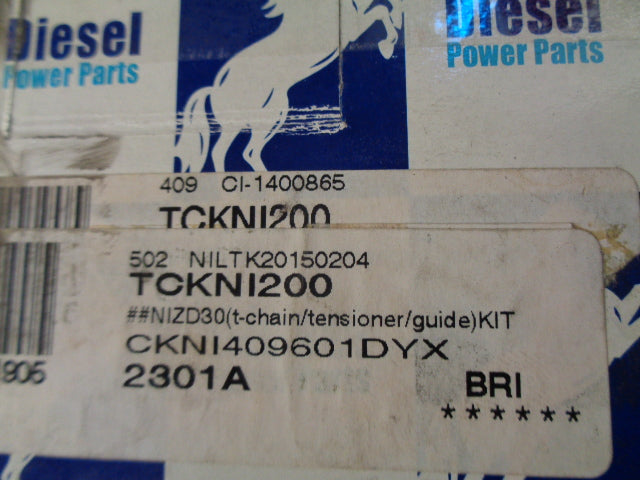 Diesel
Power Parts
Diesel
Power Parts
409 CI-1400865
TCKNI200
502 NILTK20150204
TCKNI200
##NIZD30(t-chain/tensioner/guide)KIT
CKNI409601DYX
905
2301A
BRI
******